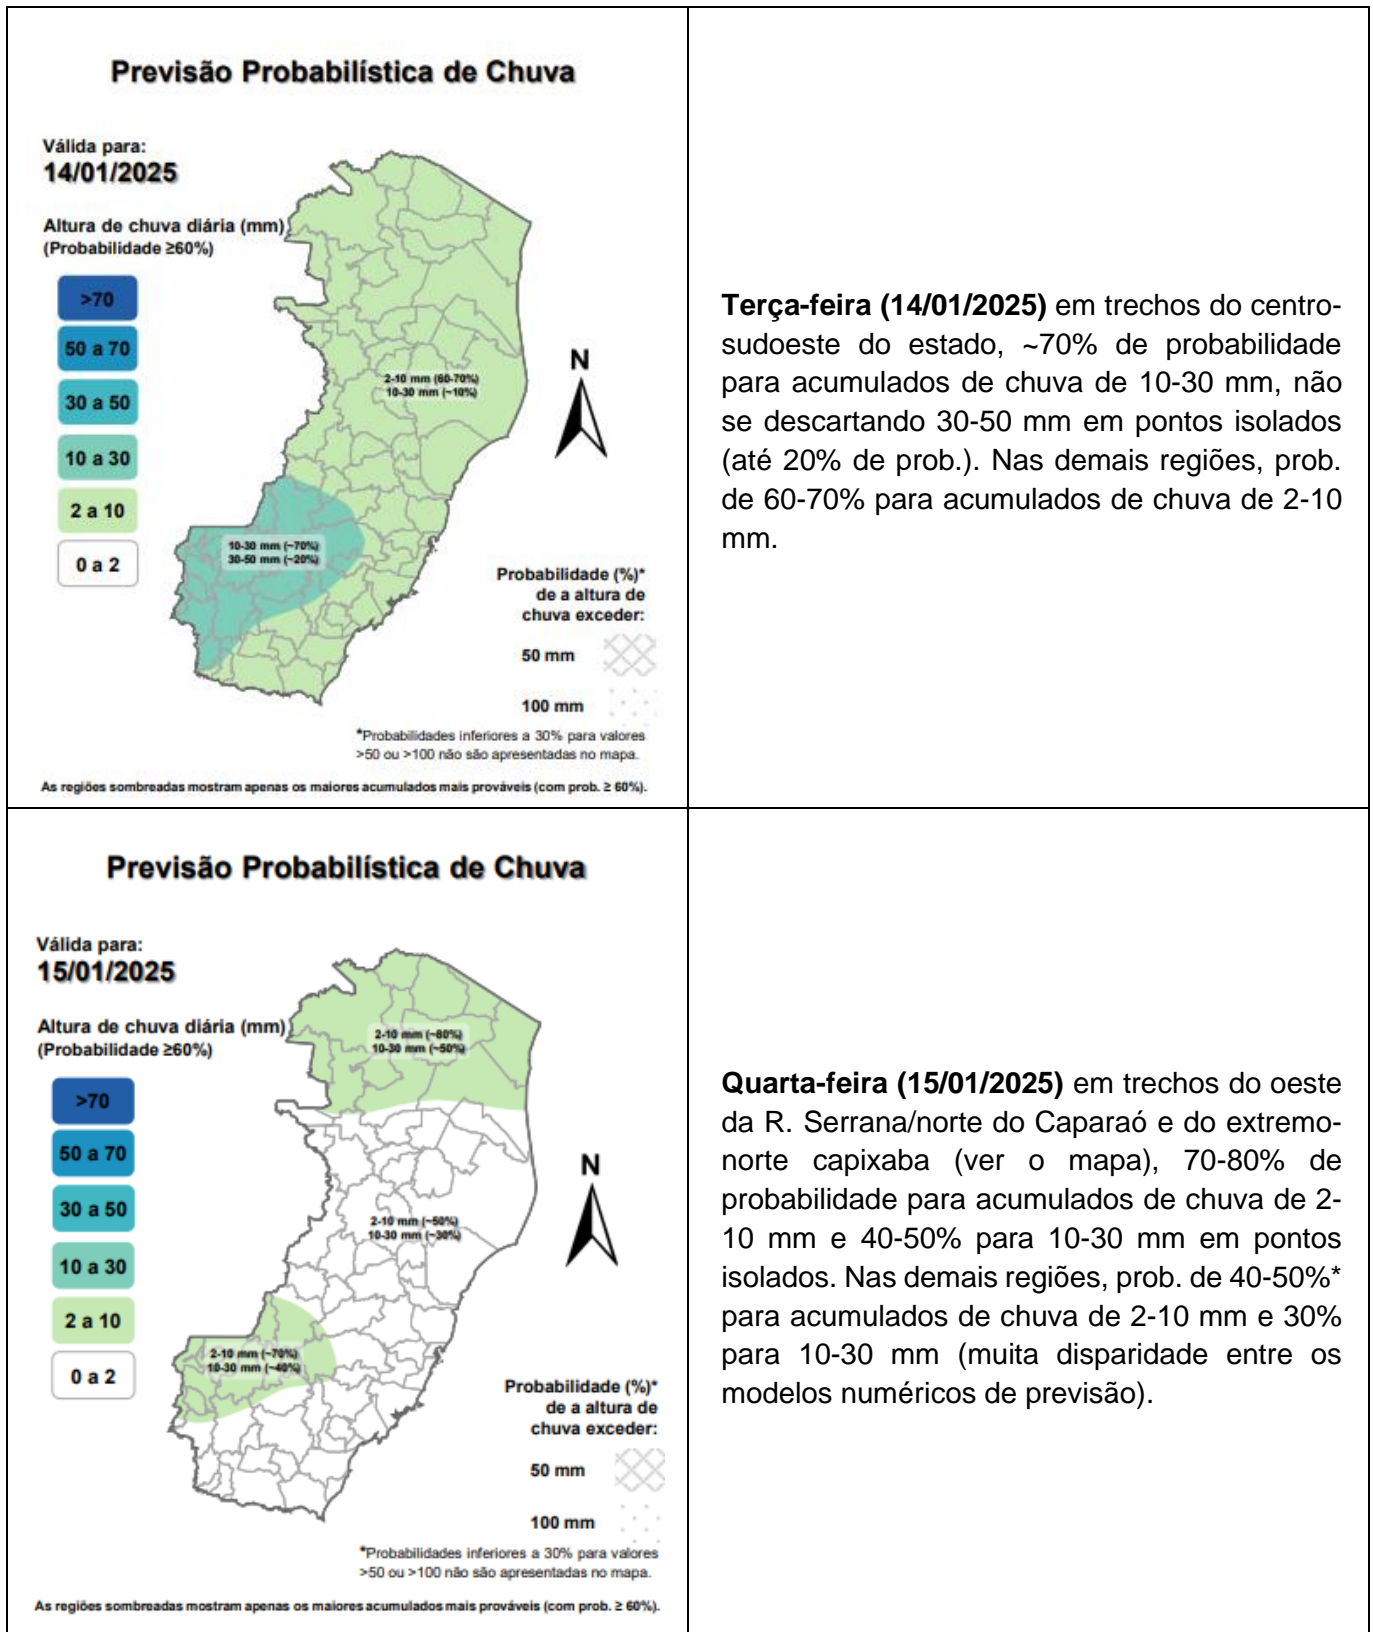 Previsão Probabilística de Chuva
Válida para:
14/01/2025
Altura de chuva diária (mm)
(Probabilidade ≥60%)
>70
50 a 70
30 a 50
10 a 30
2 a 10
0 a 2
2-10 mm (60-70%)
10-30 mm (~10%)
10-30 mm (~70%)
30-50 mm (~20%)
N
Probabilidade (%)*
de a altura de
chuva exceder:
50 mm
100 mm
*Probabilidades inferiores a 30% para valores
>50 ou >100 não são apresentadas no mapa.
As regiões sombreadas mostram apenas os maiores acumulados mais prováveis (com prob. ≥ 60%).
Terça-feira (14/01/2025) em trechos do centro-
sudoeste do estado, ~70% de probabilidade
para acumulados de chuva de 10-30 mm, não
se descartando 30-50 mm em pontos isolados
(até 20% de prob.). Nas demais regiões, prob.
de 60-70% para acumulados de chuva de 2-10
mm.
Previsão Probabilística de Chuva
Válida para:
15/01/2025
Altura de chuva diária (mm)
(Probabilidade ≥60%)
>70
50 a 70
30 a 50
10 a 30
2 a 10
0 a 2
2-10 mm (~80%)
10-30 mm (~50%)
2-10 mm (~50%)
10-30 mm (~30%)
2-10 mm (~70%)
10-30 mm (~40%)
N
Probabilidade (%)*
de a altura de
chuva exceder:
50 mm
100 mm
*Probabilidades inferiores a 30% para valores
>50 ou >100 não são apresentadas no mapa.
As regiões sombreadas mostram apenas os maiores acumulados mais prováveis (com prob. ≥ 60%).
Quarta-feira (15/01/2025) em trechos do oeste
da R. Serrana/norte do Caparaó e do extremo-
norte capixaba (ver o mapa), 70-80% de
probabilidade para acumulados de chuva de 2-
10 mm e 40-50% para 10-30 mm em pontos
isolados. Nas demais regiões, prob. de 40-50%*
para acumulados de chuva de 2-10 mm e 30%
para 10-30 mm (muita disparidade entre os
modelos numéricos de previsão).